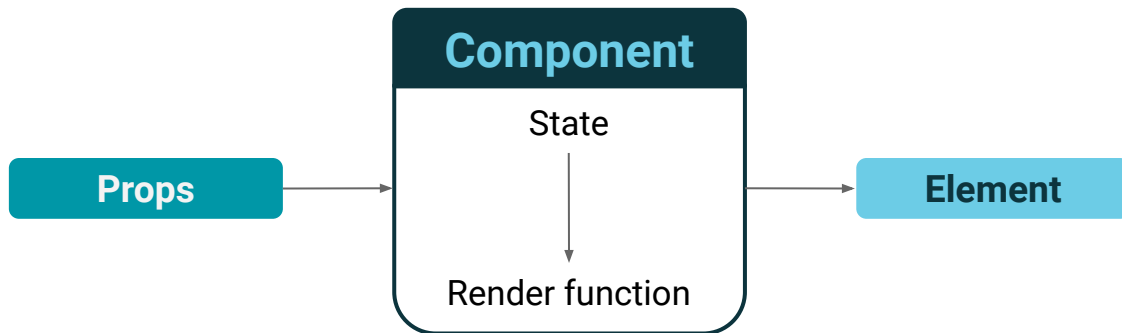 Component
State
Props
Element
Render function